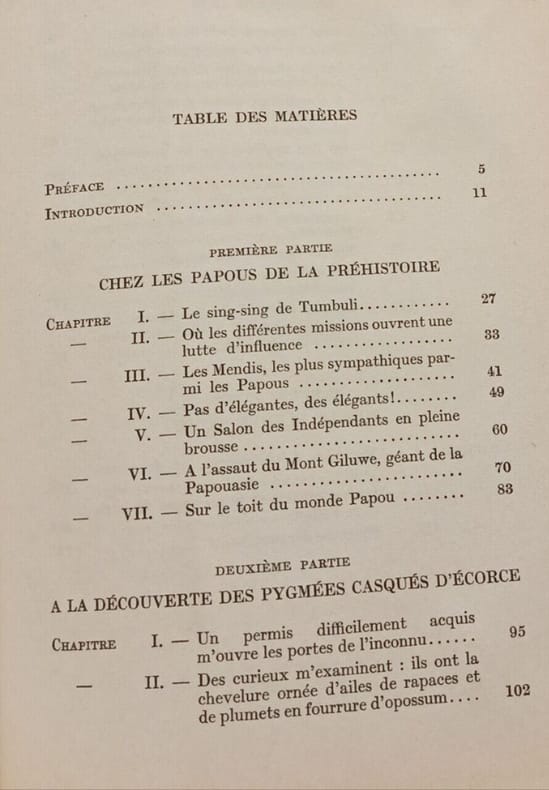 TABLE DES MATIÈRES
PRÉFACE ........................................ 5
INTRODUCTION ................................... 11
PREMIÈRE PARTIE
CHEZ LES PAPOUS DE LA PRÉHISTOIRE
CHAPITRE I. — Le sing-sing de Tumbuli............ 27
— II. — Où les différentes missions ouvrent une
lutte d'influence .................. 33
— III. — Les Mendis, les plus sympathiques par-
mi les Papous .................... 41
— IV. — Pas d'élégantes, des élégants!........ 49
— V. — Un Salon des Indépendants en pleine
brousse ............................ 60
— VI. — A l'assaut du Mont Giluwe, géant de la
Papouasie ......................... 70
— VII. — Sur le toit du monde Papou ........ 83
DEUXIÈME PARTIE
A LA DÉCOUVERTE DES PYGMÉES CASQUÉS D'ÉCORCE
CHAPITRE I. — Un permis difficilement acquis
m'ouvre les portes de l'inconnu...... 95
— II. — Des curieux m'examinent : ils ont la
chevelure ornée d'ailes de rapaces et
de plumets en fourrure d'opossum.... 102